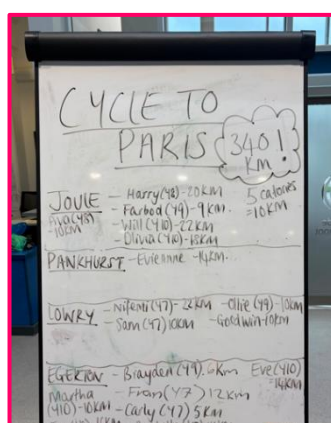 CYCLE TO
PARIS 340!
KM
JOULE - Harry (Y8) - 20KM 5 calories
Ava (Y8) - Farbod (Y9) - 9KM. =10KM
-10KM - Will (Y10) - 22KM
- Olivia (Y10) -
PANKHURST - Evieanne - 14KM.
LOWRY - Nifemi (Y7) - 22KM - Ollie (Y9) - 10KM
- Sam (Y7) 10KM - Goodwin - 10KM
EGERTON - Brayden (Y9). 6KM Eve (Y10)
Martha - Fran (Y7) 12KM =14KM
(Y10) - 10KM - Carly (Y7) 5KM